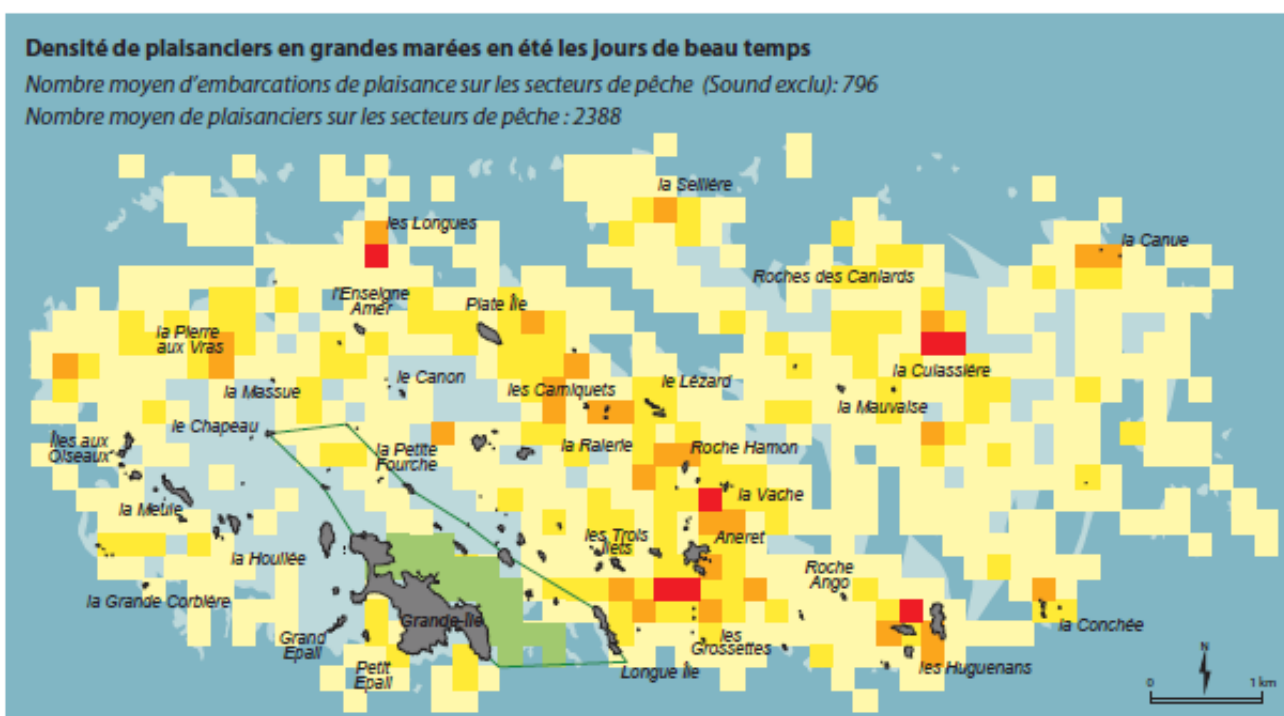 Densité de plaisanciers en grandes marées en été les jours de beau temps
Nombre moyen d'embarcations de plaisance sur les secteurs de pêche (Sound exclu): 796
Nombre moyen de plaisanciers sur les secteurs de pêche : 2388
la Sellière
les Longues
la Canue
Roches des Canlards
l'Enseigne
Amer
Plate Île
la Pierre
aux Vras
la Culassière
le Canon
le Lézard
la Massue
les Carniquets
la Mauvaise
le Chapeau
Îles aux
Oiseaux
la Petite
Fourche
la Raierie
Roche Hamon
la Vache
la Meule
les Trois
Îlets
Aneret
la Houllée
Roche
Ango
la Grande Corbière
Grande-Île
la Conchée
Grand
Epail
les
Grossettes
Petit
Epail
Longue Île
les Huguenans
N
0 1 km